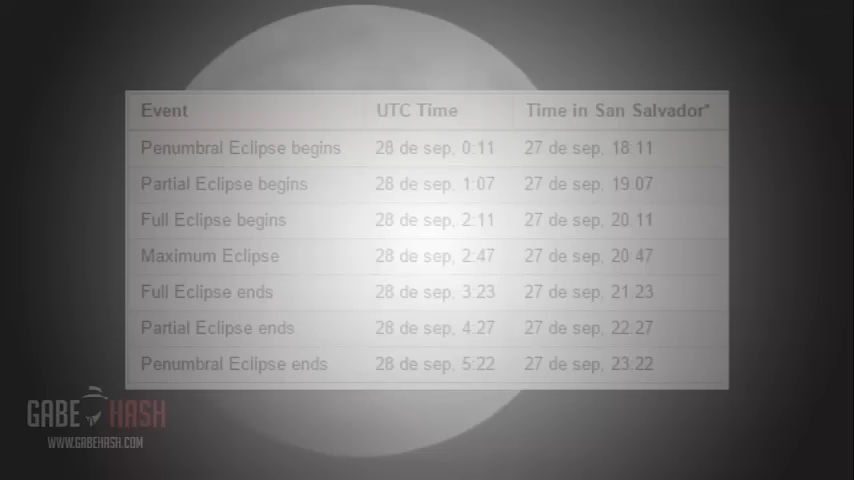 Event UTC Time Time in San Salvador*
Penumbral Eclipse begins 28 de sep, 0:11 27 de sep, 18:11
Partial Eclipse begins 28 de sep, 1:07 27 de sep, 19:07
Full Eclipse begins 28 de sep, 2:11 27 de sep, 20:11
Maximum Eclipse 28 de sep, 2:47 27 de sep, 20:47
Full Eclipse ends 28 de sep, 3:23 27 de sep, 21:23
Partial Eclipse ends 28 de sep, 4:27 27 de sep, 22:27
Penumbral Eclipse ends 28 de sep, 5:22 27 de sep, 23:22
GABE HASH
WWW.GABEHASH.COM